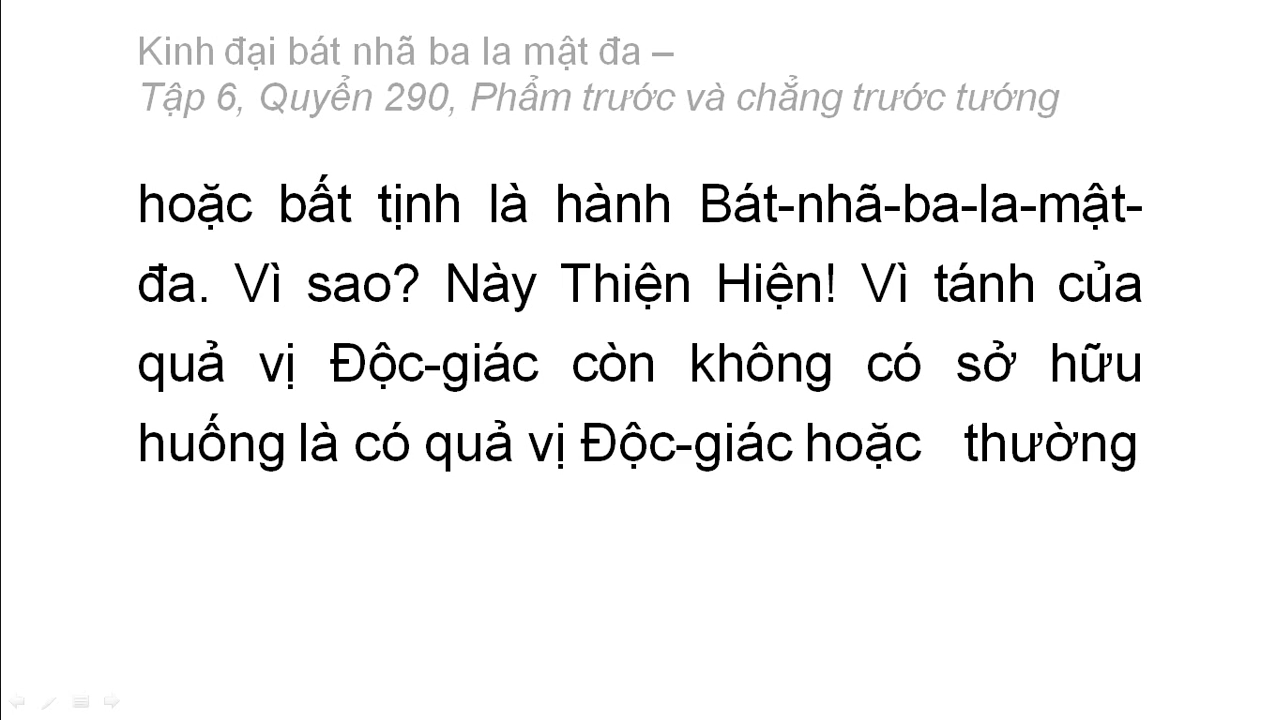 Kinh đại bát nhã ba la mật đa –
Tập 6, Quyển 290, Phẩm trước và chẳng trước tướng
hoặc bất tịnh là hành Bát-nhã-ba-la-mật-
đa. Vì sao? Này Thiện Hiện! Vì tánh của
quả vị Độc-giác còn không có sở hữu
huống là có quả vị Độc-giác hoặc thường